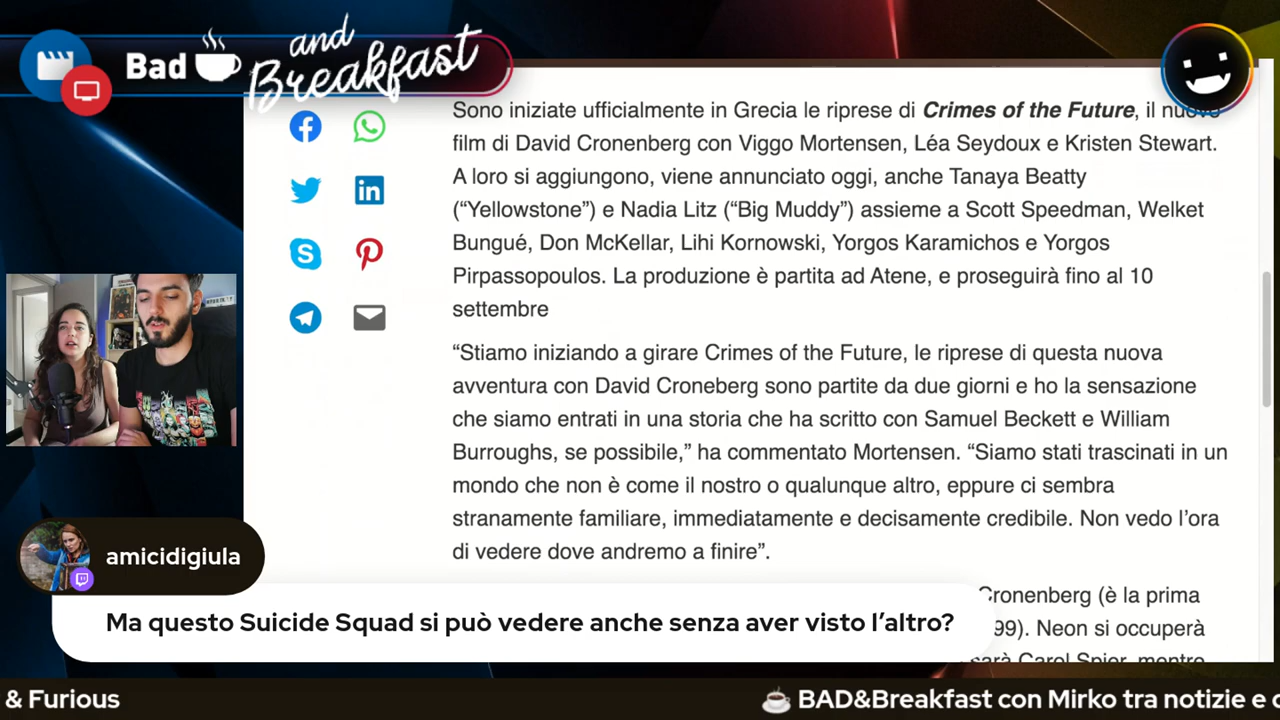 Bad and Breakfast
Sono iniziate ufficialmente in Grecia le riprese di Crimes of the Future, il nuovo
film di David Cronenberg con Viggo Mortensen, Léa Seydoux e Kristen Stewart.
A loro si aggiungono, viene annunciato oggi, anche Tanaya Beatty
(“Yellowstone”) e Nadia Litz (“Big Muddy”) assieme a Scott Speedman, Welket
Bungué, Don McKellar, Lihi Kornowski, Yorgos Karamichos e Yorgos
Pirpassopoulos. La produzione è partita ad Atene, e proseguirà fino al 10
settembre
“Stiamo iniziando a girare Crimes of the Future, le riprese di questa nuova
avventura con David Croneberg sono partite da due giorni e ho la sensazione
che siamo entrati in una storia che ha scritto con Samuel Beckett e William
Burroughs, se possibile,” ha commentato Mortensen. “Siamo stati trascinati in un
mondo che non è come il nostro o qualunque altro, eppure ci sembra
stranamente familiare, immediatamente e decisamente credibile. Non vedo l’ora
di vedere dove andremo a finire”.
Cronenberg (è la prima
99). Neon si occuperà
sarà Carol Spier, mentre
amicidigiula
Ma questo Suicide Squad si può vedere anche senza aver visto l’altro?
& Furious
BAD&Breakfast con Mirko tra notizie e c